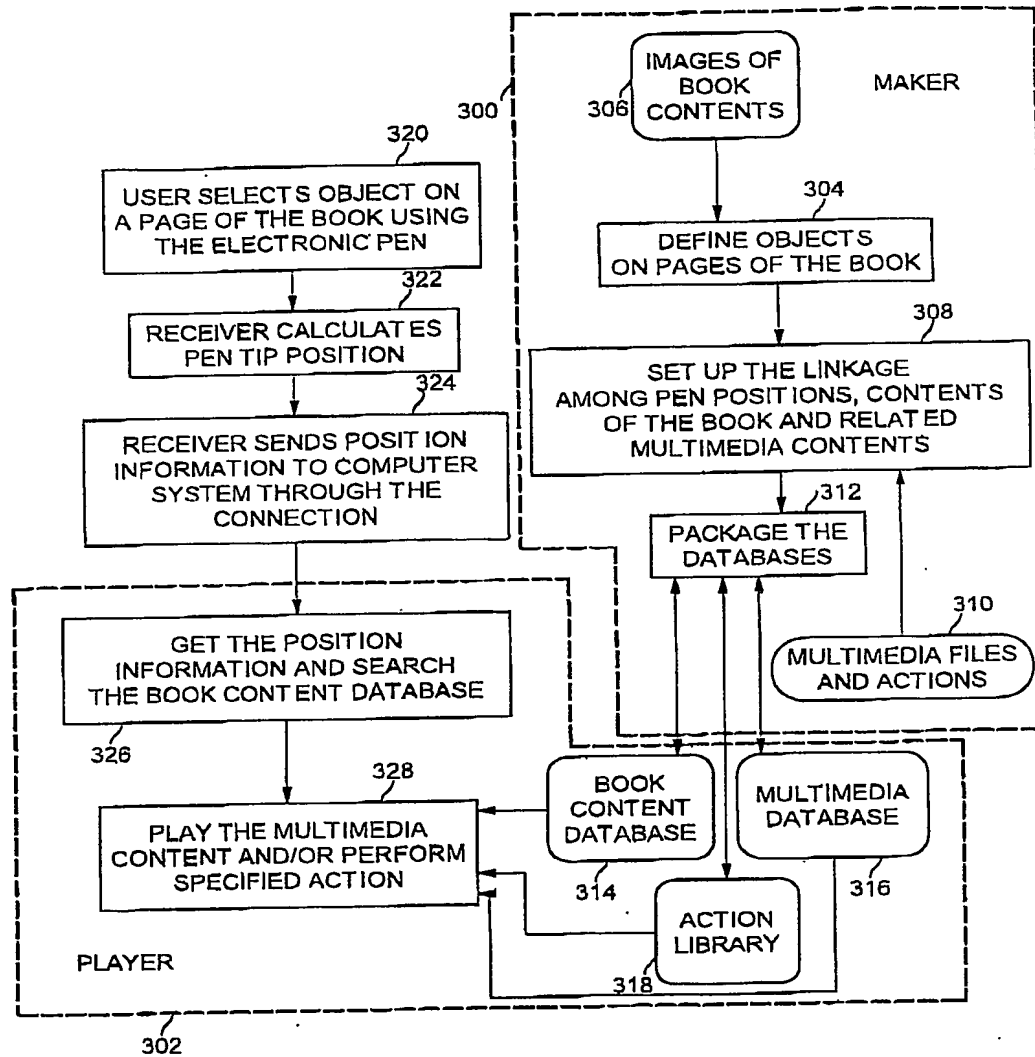 300
MAKER
306
IMAGES OF
BOOK
CONTENTS
304
DEFINE OBJECTS
ON PAGES OF THE BOOK
308
SET UP THE LINKAGE
AMONG PEN POSITIONS, CONTENTS
OF THE BOOK AND RELATED
MULTIMEDIA CONTENTS
312
PACKAGE THE
DATABASES
310
MULTIMEDIA FILES
AND ACTIONS
320
USER SELECTS OBJECT ON
A PAGE OF THE BOOK USING
THE ELECTRONIC PEN
322
RECEIVER CALCULATES
PEN TIP POSITION
324
RECEIVER SENDS POSITION
INFORMATION TO COMPUTER
SYSTEM THROUGH THE
CONNECTION
GET THE POSITION
INFORMATION AND SEARCH
THE BOOK CONTENT DATABASE
326
328
PLAY THE MULTIMEDIA
CONTENT AND/OR PERFORM
SPECIFIED ACTION
BOOK
CONTENT
DATABASE
314
MULTIMEDIA
DATABASE
316
ACTION
LIBRARY
318
PLAYER
302